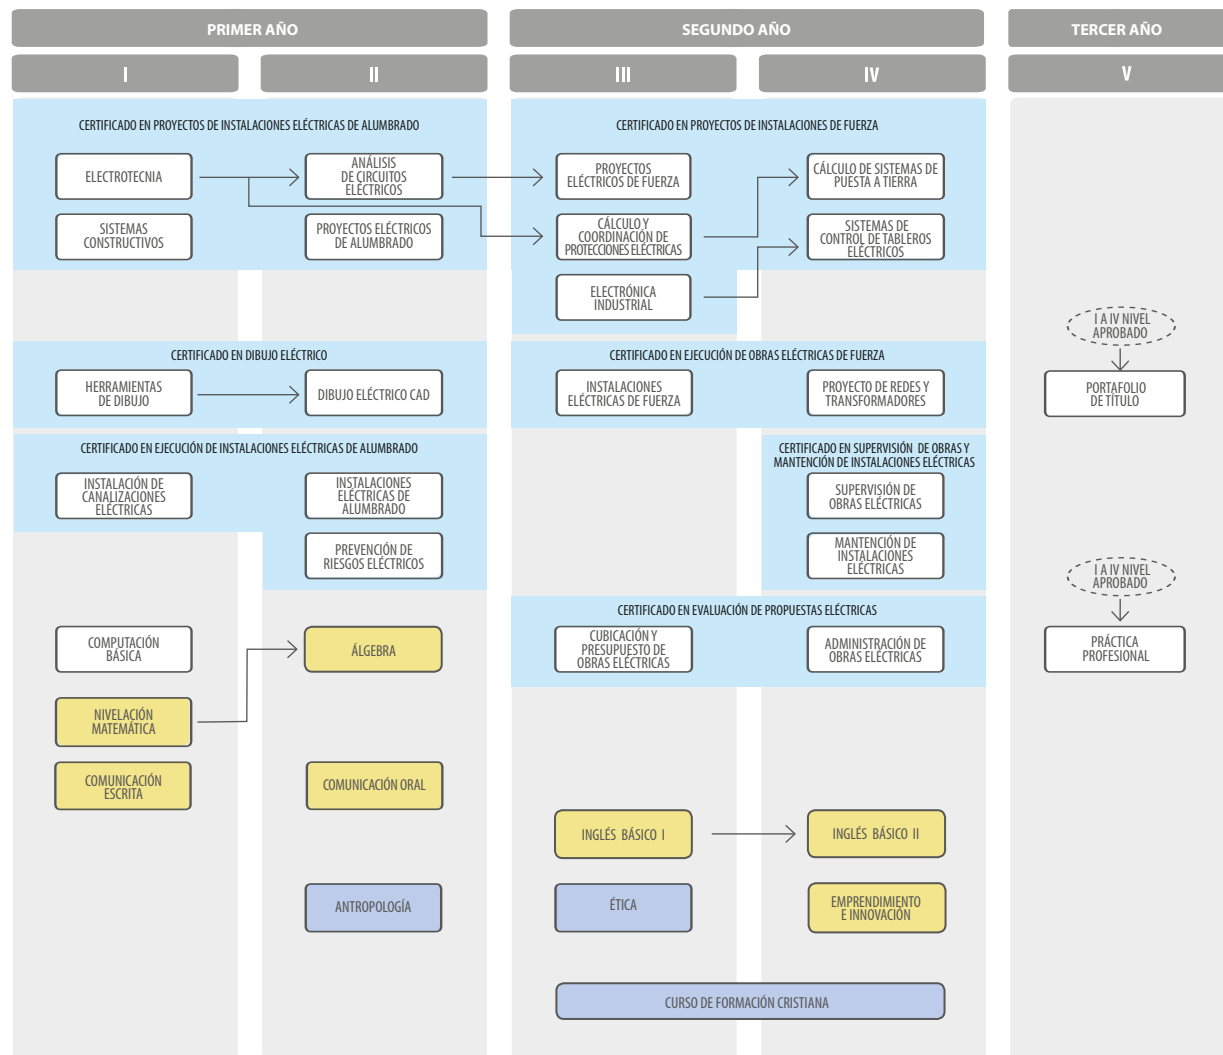 PRIMER AÑO
SEGUNDO AÑO
TERCER AÑO
I
II
III
IV
V
CERTIFICADO EN PROYECTOS DE INSTALACIONES ELÉCTRICAS DE ALUMBRADO
CERTIFICADO EN PROYECTOS DE INSTALACIONES DE FUERZA
ELECTROTECNIA
ANÁLISIS
DE CIRCUITOS
ELÉCTRICOS
PROYECTOS
ELÉCTRICOS DE FUERZA
CÁLCULO DE SISTEMAS DE
PUESTA A TIERRA
SISTEMAS
CONSTRUCTIVOS
PROYECTOS ELÉCTRICOS
DE ALUMBRADO
CÁLCULO Y
COORDINACIÓN DE
PROTECCIONES ELÉCTRICAS
SISTEMAS DE
CONTROL DE TABLEROS
ELÉCTRICOS
ELECTRÓNICA
INDUSTRIAL
I A IV NIVEL
APROBADO
CERTIFICADO EN DIBUJO ELÉCTRICO
CERTIFICADO EN EJECUCIÓN DE OBRAS ELÉCTRICAS DE FUERZA
HERRAMIENTAS
DE DIBUJO
DIBUJO ELÉCTRICO CAD
INSTALACIONES
ELÉCTRICAS DE FUERZA
PROYECTO DE REDES Y
TRANSFORMADORES
PORTAFOLIO
DE TÍTULO
CERTIFICADO EN EJECUCIÓN DE INSTALACIONES ELÉCTRICAS DE ALUMBRADO
CERTIFICADO EN SUPERVISIÓN DE OBRAS Y
MANTENCIÓN DE INSTALACIONES ELÉCTRICAS
INSTALACIÓN DE
CANALIZACIONES
ELÉCTRICAS
INSTALACIONES
ELÉCTRICAS DE
ALUMBRADO
SUPERVISIÓN DE
OBRAS ELÉCTRICAS
PREVENCIÓN DE
RIESGOS ELÉCTRICOS
MANTENCIÓN DE
INSTALACIONES
ELÉCTRICAS
I A IV NIVEL
APROBADO
CERTIFICADO EN EVALUACIÓN DE PROPUESTAS ELÉCTRICAS
COMPUTACIÓN
BÁSICA
ÁLGEBRA
CUBICACIÓN Y
PRESUPUESTO DE
OBRAS ELÉCTRICAS
ADMINISTRACIÓN DE
OBRAS ELÉCTRICAS
PRÁCTICA
PROFESIONAL
NIVELACIÓN
MATEMÁTICA
COMUNICACIÓN
ESCRITA
COMUNICACIÓN ORAL
INGLÉS BÁSICO I
INGLÉS BÁSICO II
ANTROPOLOGÍA
ÉTICA
EMPRENDIMIENTO
E INNOVACIÓN
CURSO DE FORMACIÓN CRISTIANA